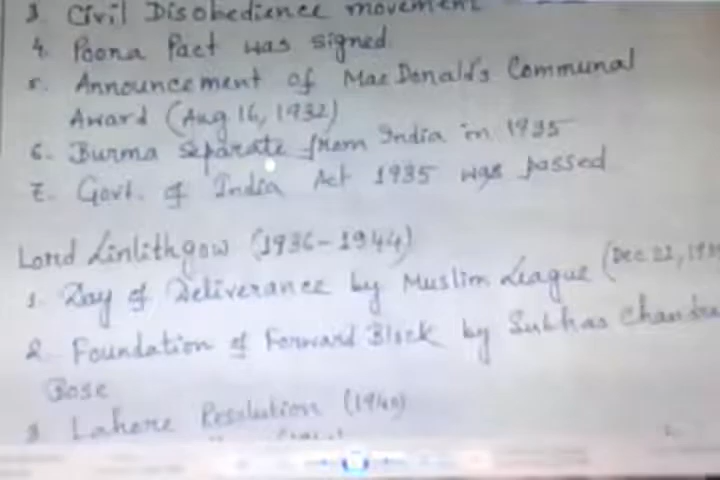 3. Civil Disobedience movement
4. Poona Pact was signed
5. Announcement of MacDonald's Communal
Award (Aug 16, 1932)
6. Burma separate from India in 1935
7. Govt. of India Act 1935 was passed
Lord Linlithgow (1936-1944)
1. Day of Deliverance by Muslim League (Dec 22, 19
2. Foundation of Forward Block by Subhas Chandra
Bose
3 Lahore Resolution (1940)